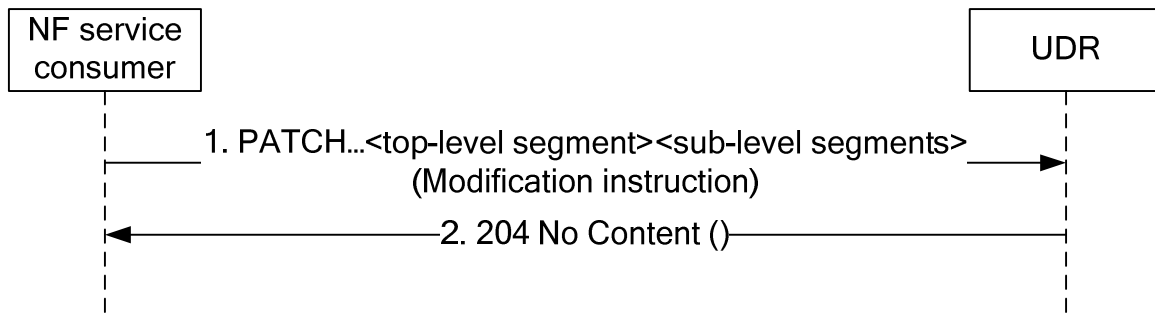 NF service
consumer
UDR
1. PATCH...<top-level segment><sub-level segments>
(Modification instruction)
2. 204 No Content ()